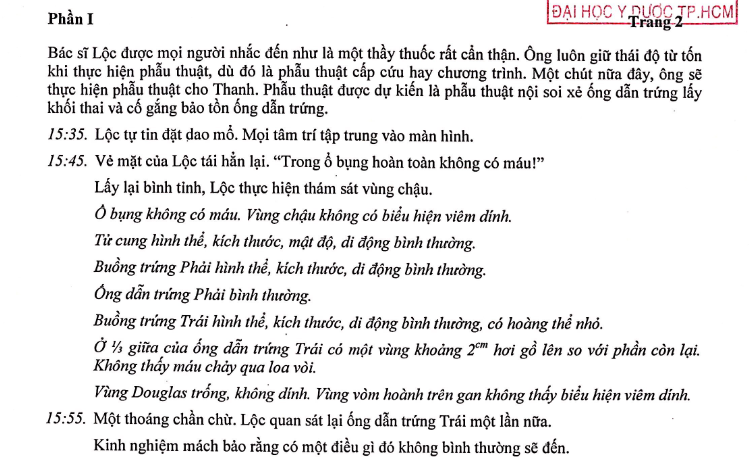 Phần I
ĐẠI HỌC Y DƯỢC TP.HCM
Trang 2
Bác sĩ Lộc được mọi người nhắc đến như là một thầy thuốc rất cẩn thận. Ông luôn giữ thái độ từ tốn
khi thực hiện phẫu thuật, dù đó là phẫu thuật cấp cứu hay chương trình. Một chút nữa đây, ông sẽ
thực hiện phẫu thuật cho Thanh. Phẫu thuật được dự kiến là phẫu thuật nội soi xẻ ống dẫn trứng lấy
khối thai và cố gắng bảo tồn ống dẫn trứng.
15:35. Lộc tự tin đặt dao mổ. Mọi tâm trí tập trung vào màn hình.
15:45. Vẻ mặt của Lộc tái hẳn lại. “Trong ổ bụng hoàn toàn không có máu!”
Lấy lại bình tinh, Lộc thực hiện thám sát vùng chậu.
Ổ bụng không có máu. Vùng chậu không có biểu hiện viêm dính.
Tử cung hình thể, kích thước, mật độ, di động bình thường.
Buồng trứng Phải hình thể, kích thước, di động bình thường.
Ống dẫn trứng Phải bình thường.
Buồng trứng Trái hình thể, kích thước, di động bình thường, có hoàng thể nhỏ.
Ở ⅓ giữa của ống dẫn trứng Trái có một vùng khoảng 2cm hơi gồ lên so với phần còn lại.
Không thấy máu chảy qua loa vòi.
Vùng Douglas trống, không dính. Vùng vòm hoành trên gan không thấy biểu hiện viêm dính.
15:55. Một thoáng chần chừ. Lộc quan sát lại ống dẫn trứng Trái một lần nữa.
Kinh nghiệm mách bảo rằng có một điều gì đó không bình thường sẽ đến.